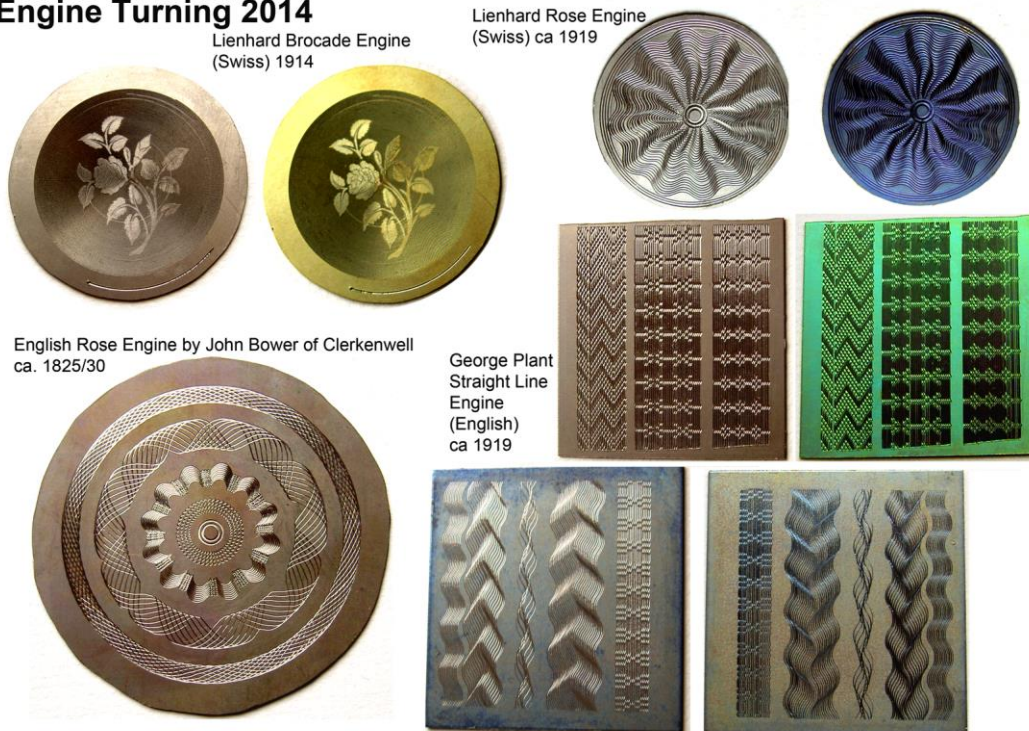 Engine Turning 2014
Lienhard Brocade Engine
(Swiss) 1914
Lienhard Rose Engine
(Swiss) ca 1919
English Rose Engine by John Bower of Clerkenwell
ca. 1825/30
George Plant
Straight Line
Engine
(English)
ca 1919